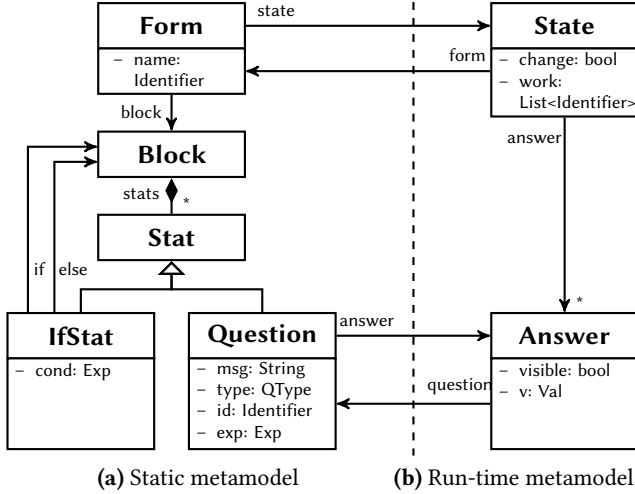 Form
state
State
– name:
Identifier
form
– change: bool
– work:
List<Identifier>
block
answer
Block
stats
*
Stat
if
else
*
IfStat
Question
answer
Answer
– cond: Exp
– msg: String
– type: QType
– id: Identifier
– exp: Exp
question
– visible: bool
– v: Val
(a) Static metamodel
(b) Run-time metamodel